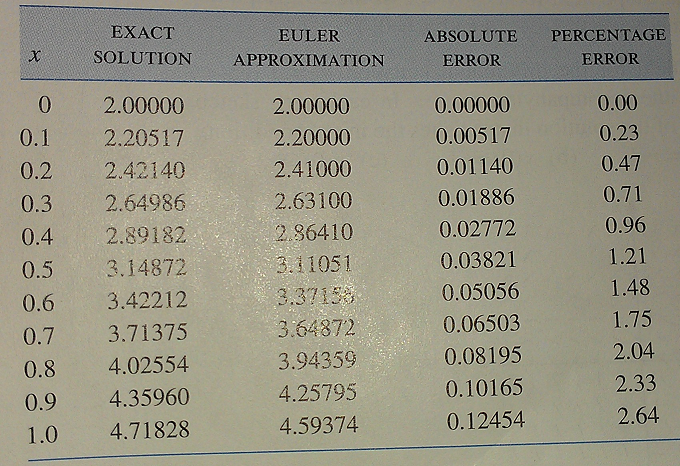 x EXACT SOLUTION EULER APPROXIMATION ABSOLUTE ERROR PERCENTAGE ERROR
0 2.00000 2.00000 0.00000 0.00
0.1 2.20517 2.20000 0.00517 0.23
0.2 2.42140 2.41000 0.01140 0.47
0.3 2.64986 2.63100 0.01886 0.71
0.4 2.89182 2.86410 0.02772 0.96
0.5 3.14872 3.11051 0.03821 1.21
0.6 3.42212 3.37156 0.05056 1.48
0.7 3.71375 3.64872 0.06503 1.75
0.8 4.02554 3.94359 0.08195 2.04
0.9 4.35960 4.25795 0.10165 2.33
1.0 4.71828 4.59374 0.12454 2.64